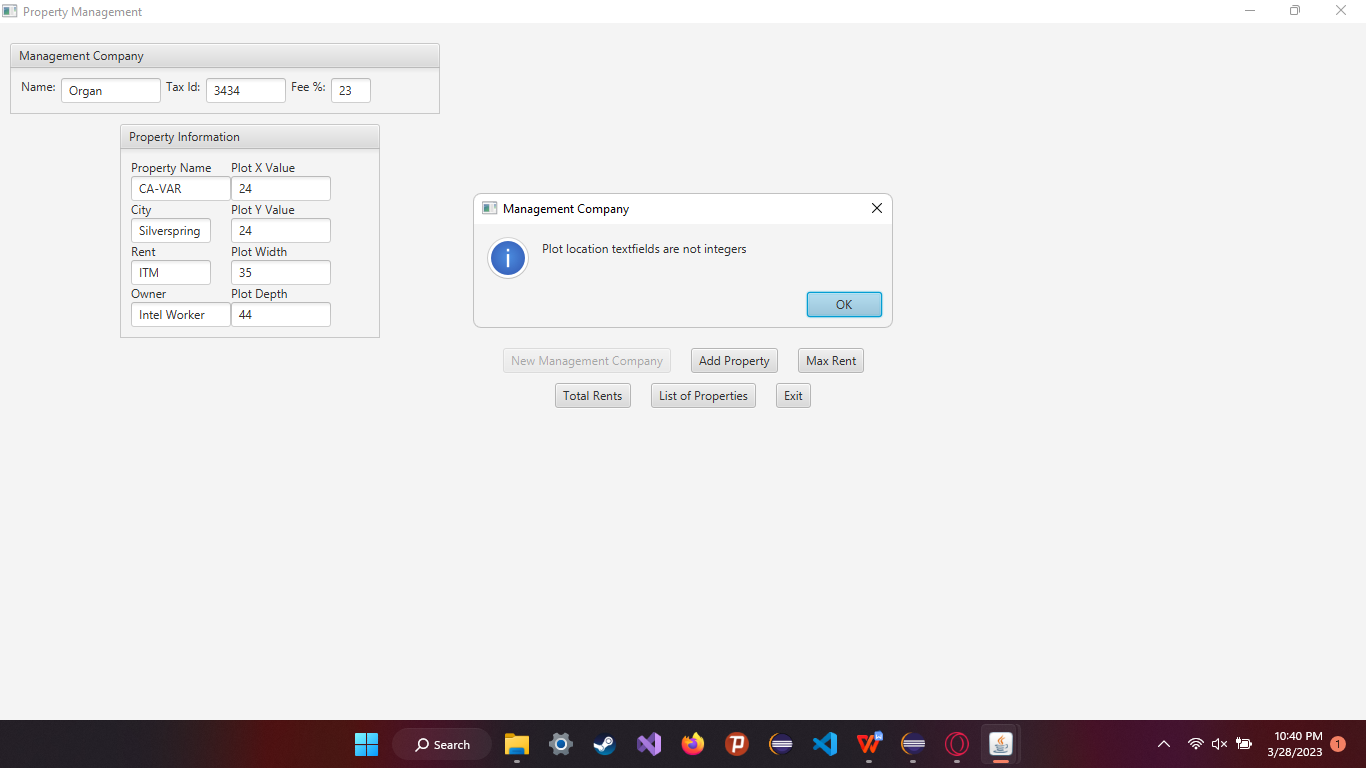 Property Management
Management Company
Name: Organ Tax Id: 3434 Fee %: 23
Property Information
Property Name Plot X Value
CA-VAR 24
City Plot Y Value
Silverspring 24
Rent Plot Width
ITM 35
Owner Plot Depth
Intel Worker 44
Management Company
Plot location textfields are not integers
OK
New Management Company Add Property Max Rent
Total Rents List of Properties Exit
Search
10:40 PM
3/28/2023
1